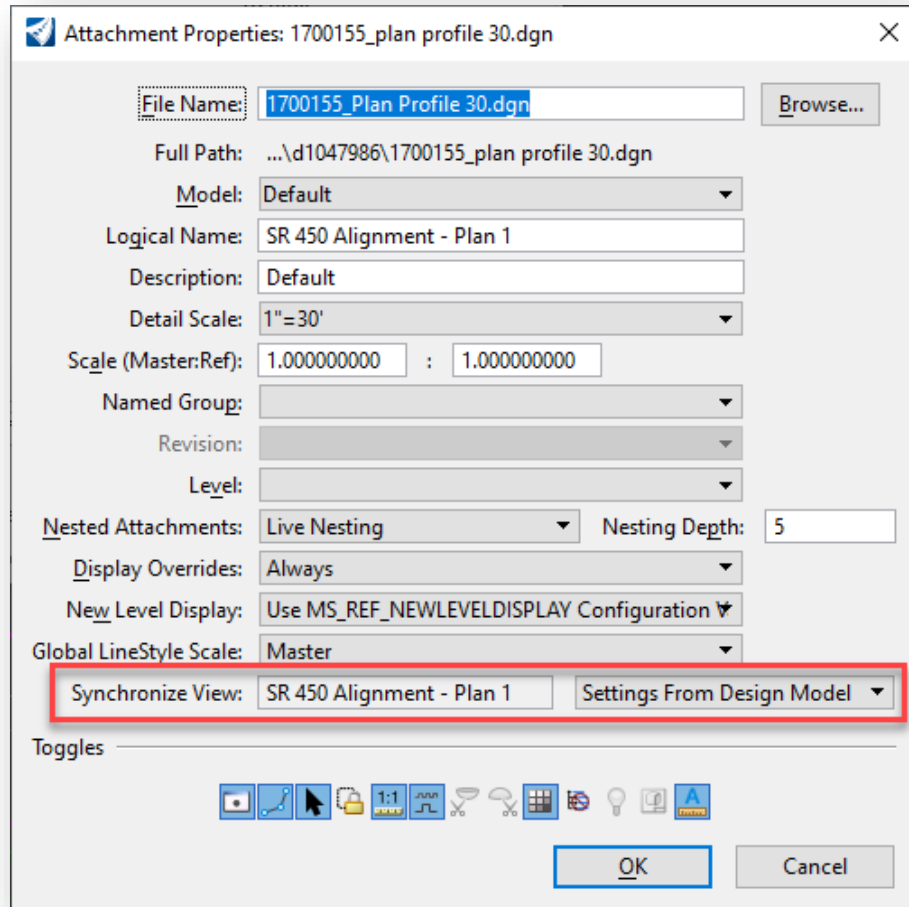 Attachment Properties: 1700155_plan profile 30.dgn
File Name: 1700155_Plan Profile 30.dgn Browse...
Full Path: ...\d1047986\1700155_plan profile 30.dgn
Model: Default
Logical Name: SR 450 Alignment - Plan 1
Description: Default
Detail Scale: 1"=30'
Scale (Master:Ref): 1.000000000 : 1.000000000
Named Group:
Revision:
Level:
Nested Attachments: Live Nesting Nesting Depth: 5
Display Overrides: Always
New Level Display: Use MS_REF_NEWLEVELDISPLAY Configuration
Global LineStyle Scale: Master
Synchronize View: SR 450 Alignment - Plan 1 Settings From Design Model
Toggles
1:1 A
OK Cancel